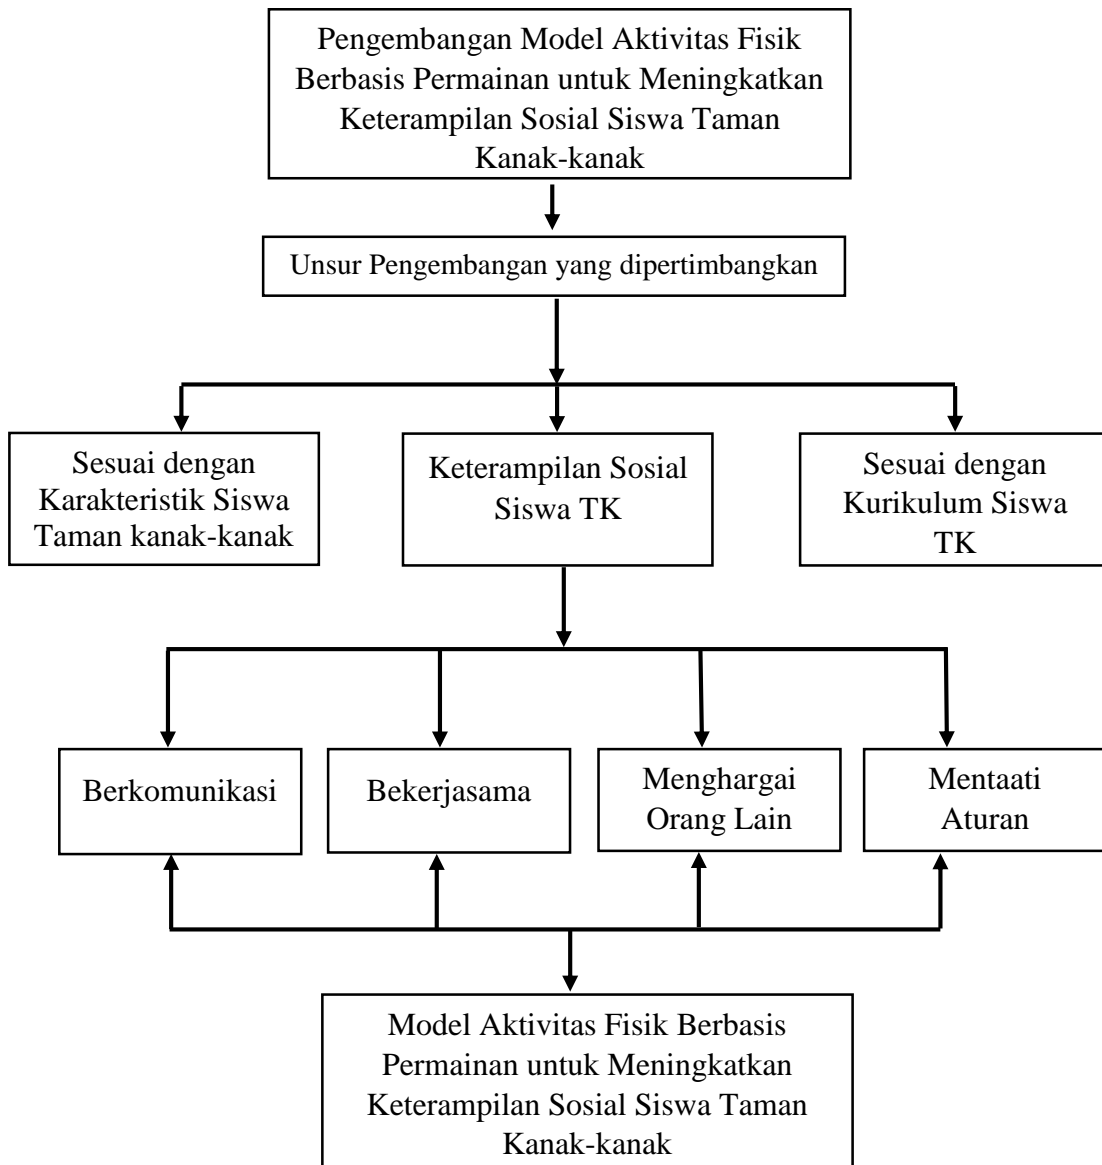 Pengembangan Model Aktivitas Fisik
Berbasis Permainan untuk Meningkatkan
Keterampilan Sosial Siswa Taman
Kanak-kanak
Unsur Pengembangan yang dipertimbangkan
Sesuai dengan
Karakteristik Siswa
Taman kanak-kanak
Keterampilan Sosial
Siswa TK
Sesuai dengan
Kurikulum Siswa
TK
Berkomunikasi
Bekerjasama
Menghargai
Orang Lain
Mentaati
Aturan
Model Aktivitas Fisik Berbasis
Permainan untuk Meningkatkan
Keterampilan Sosial Siswa Taman
Kanak-kanak